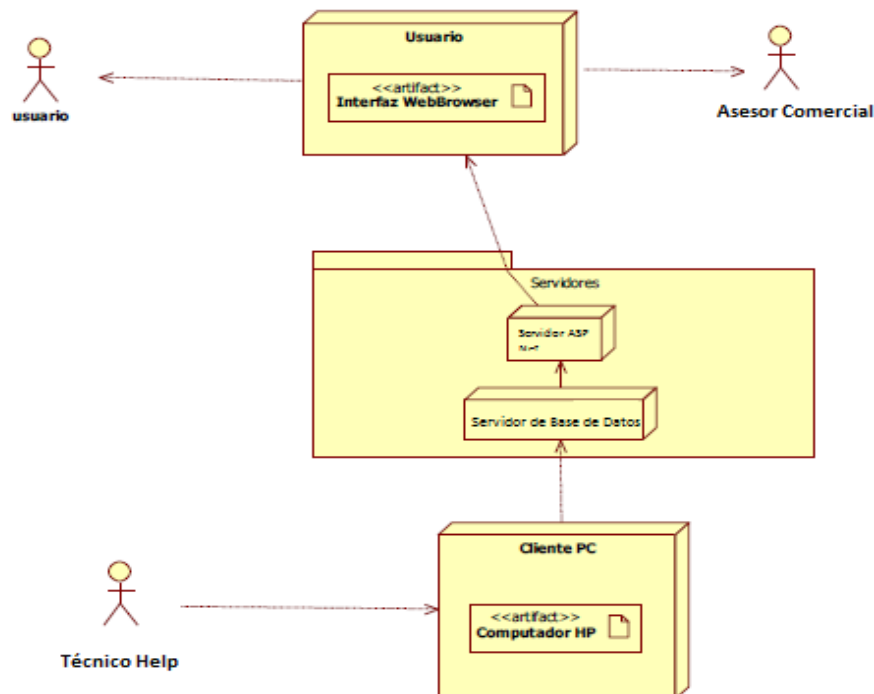 Usuario
<<artifact>>
Interfaz WebBrowser
usuario
Asesor Comercial
Servidores
Servidor ASP
Servidor de Base de Datos
Cliente PC
<<artifact>>
Computador HP
Técnico Help